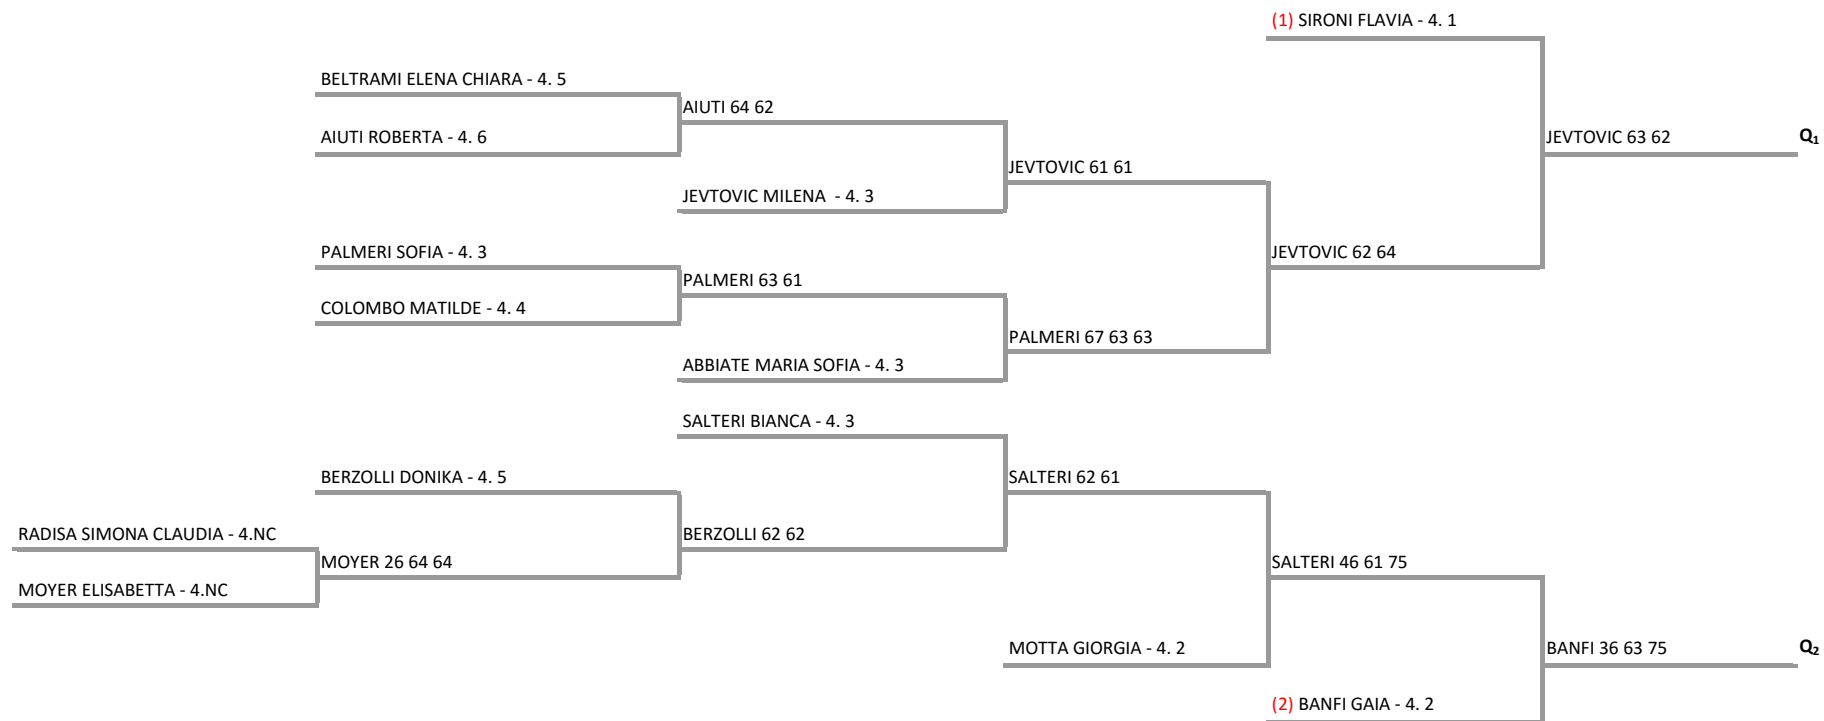 (1) SIRONI FLAVIA - 4. 1
BELTRAMI ELENA CHIARA - 4. 5
AIUTI 64 62
AIUTI ROBERTA - 4. 6
JEVTOVIC 63 62
Q₁
JEVTOVIC 61 61
JEVTOVIC MILENA - 4. 3
PALMERI SOFIA - 4. 3
JEVTOVIC 62 64
PALMERI 63 61
COLOMBO MATILDE - 4. 4
PALMERI 67 63 63
ABBIATE MARIA SOFIA - 4. 3
SALTERI BIANCA - 4. 3
BERZOLLI DONIKA - 4. 5
SALTERI 62 61
RADISA SIMONA CLAUDIA - 4.NC
BERZOLLI 62 62
MOYER 26 64 64
SALTERI 46 61 75
MOYER ELISABETTA - 4.NC
MOTTA GIORGIA - 4. 2
BANFI 36 63 75
Q₂
(2) BANFI GAIA - 4. 2